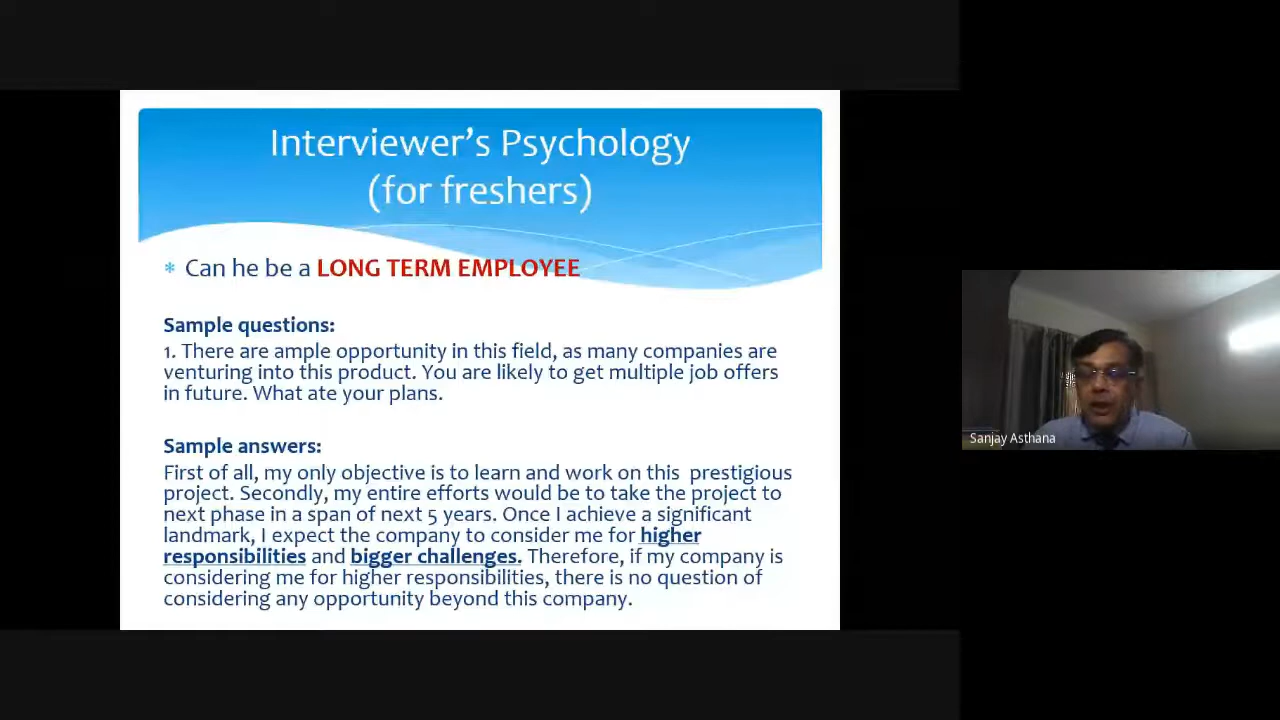 Interviewer's Psychology
(for freshers)
Can he be a LONG TERM EMPLOYEE
Sample questions:
1. There are ample opportunity in this field, as many companies are
venturing into this product. You are likely to get multiple job offers
in future. What ate your plans.
Sample answers:
First of all, my only objective is to learn and work on this prestigious
project. Secondly, my entire efforts would be to take the project to
next phase in a span of next 5 years. Once I achieve a significant
landmark, I expect the company to consider me for higher
responsibilities and bigger challenges. Therefore, if my company is
considering me for higher responsibilities, there is no question of
considering any opportunity beyond this company.
Sanjay Asthana